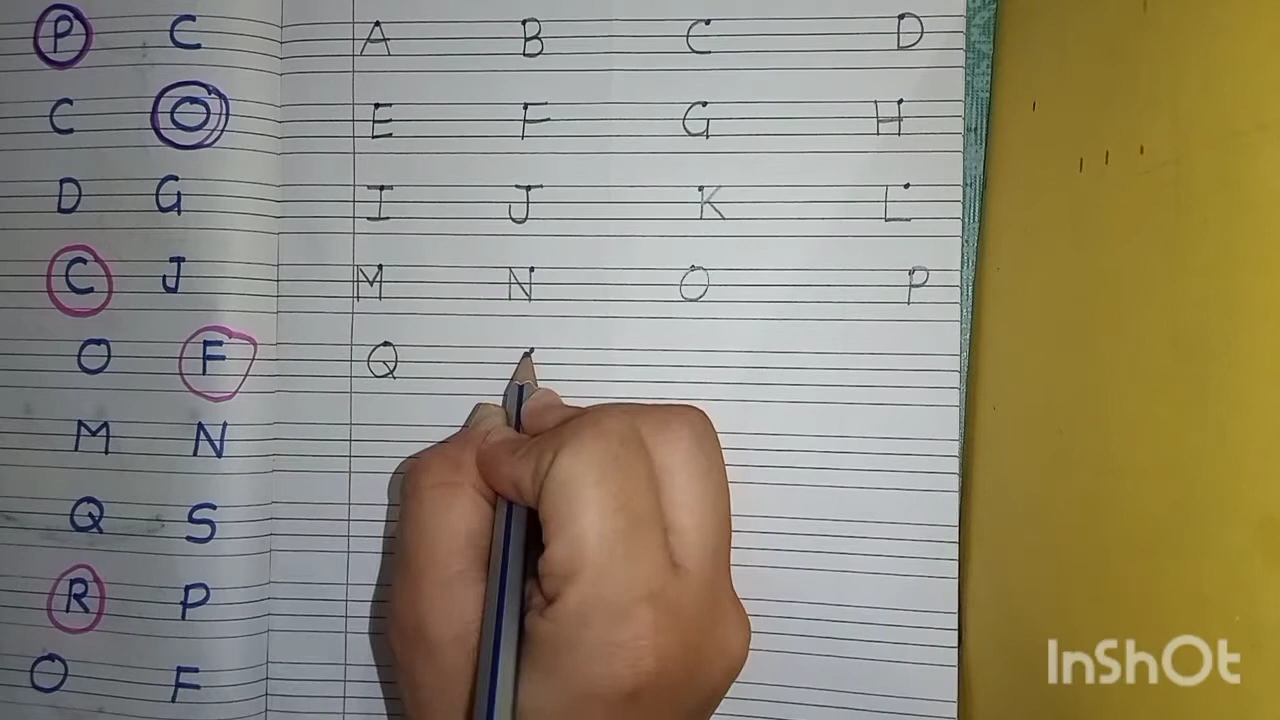 P C
C O
D G
C J
O F
M N
Q S
R P
O F
A B C D
E F G H
I J K L
M N O P
Q
InShOt